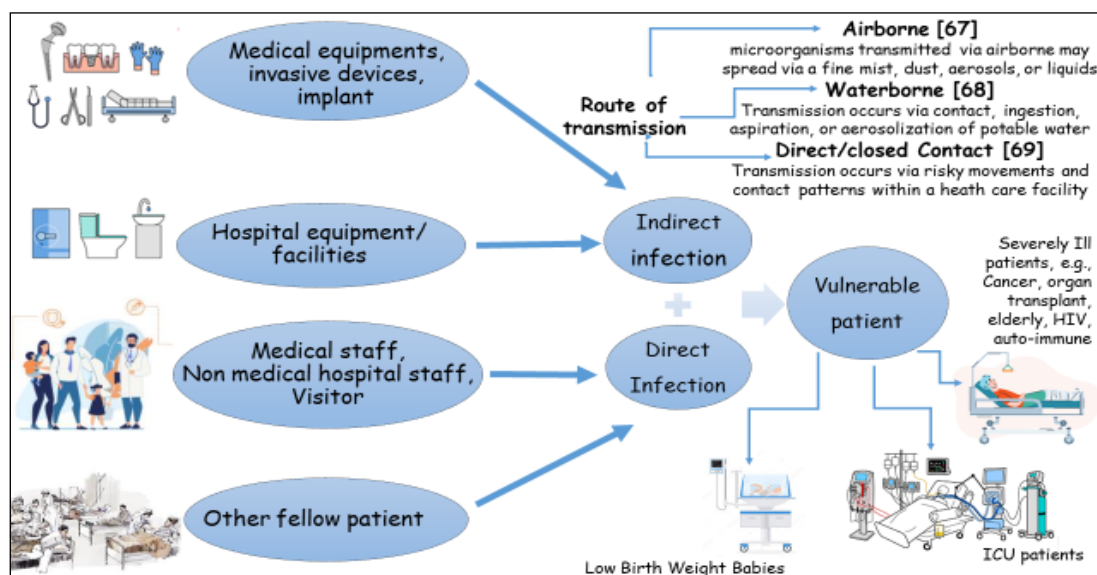 Medical equipments,
invasive devices,
implant
Airborne [67]
microorganisms transmitted via airborne may
spread via a fine mist, dust, aerosols, or liquids
Route of
transmission
Waterborne [68]
Transmission occurs via contact, ingestion,
aspiration, or aerosolization of potable water
Direct/closed Contact [69]
Transmission occurs via risky movements and
contact patterns within a heath care facility
Hospital equipment/
facilities
Indirect
infection
Medical staff,
Non medical hospital staff,
Visitor
Direct
Infection
Other fellow patient
Vulnerable
patient
Severely Ill
patients, e.g.,
Cancer, organ
transplant,
elderly, HIV,
auto-immune
Low Birth Weight Babies
ICU patients